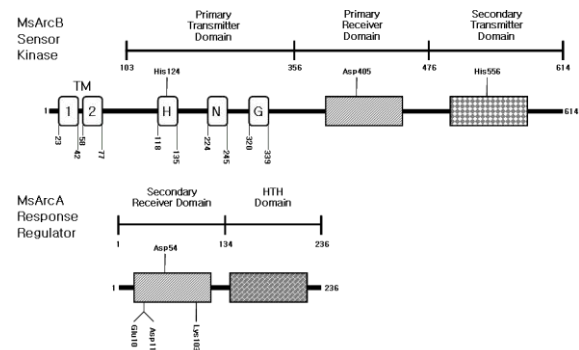 MsArcB
Sensor
Kinase
Primary
Transmitter
Domain
Primary
Receiver
Domain
Secondary
Transmitter
Domain
103
356
476
614
TM
His124
Asp405
His556
1
1
2
H
N
G
614
23
42
58
77
118
135
224
245
320
339
MsArcA
Response
Regulator
Secondary
Receiver Domain
HTH
Domain
1
134
236
Asp54
1
236
Glu10
Asp11
Lys103